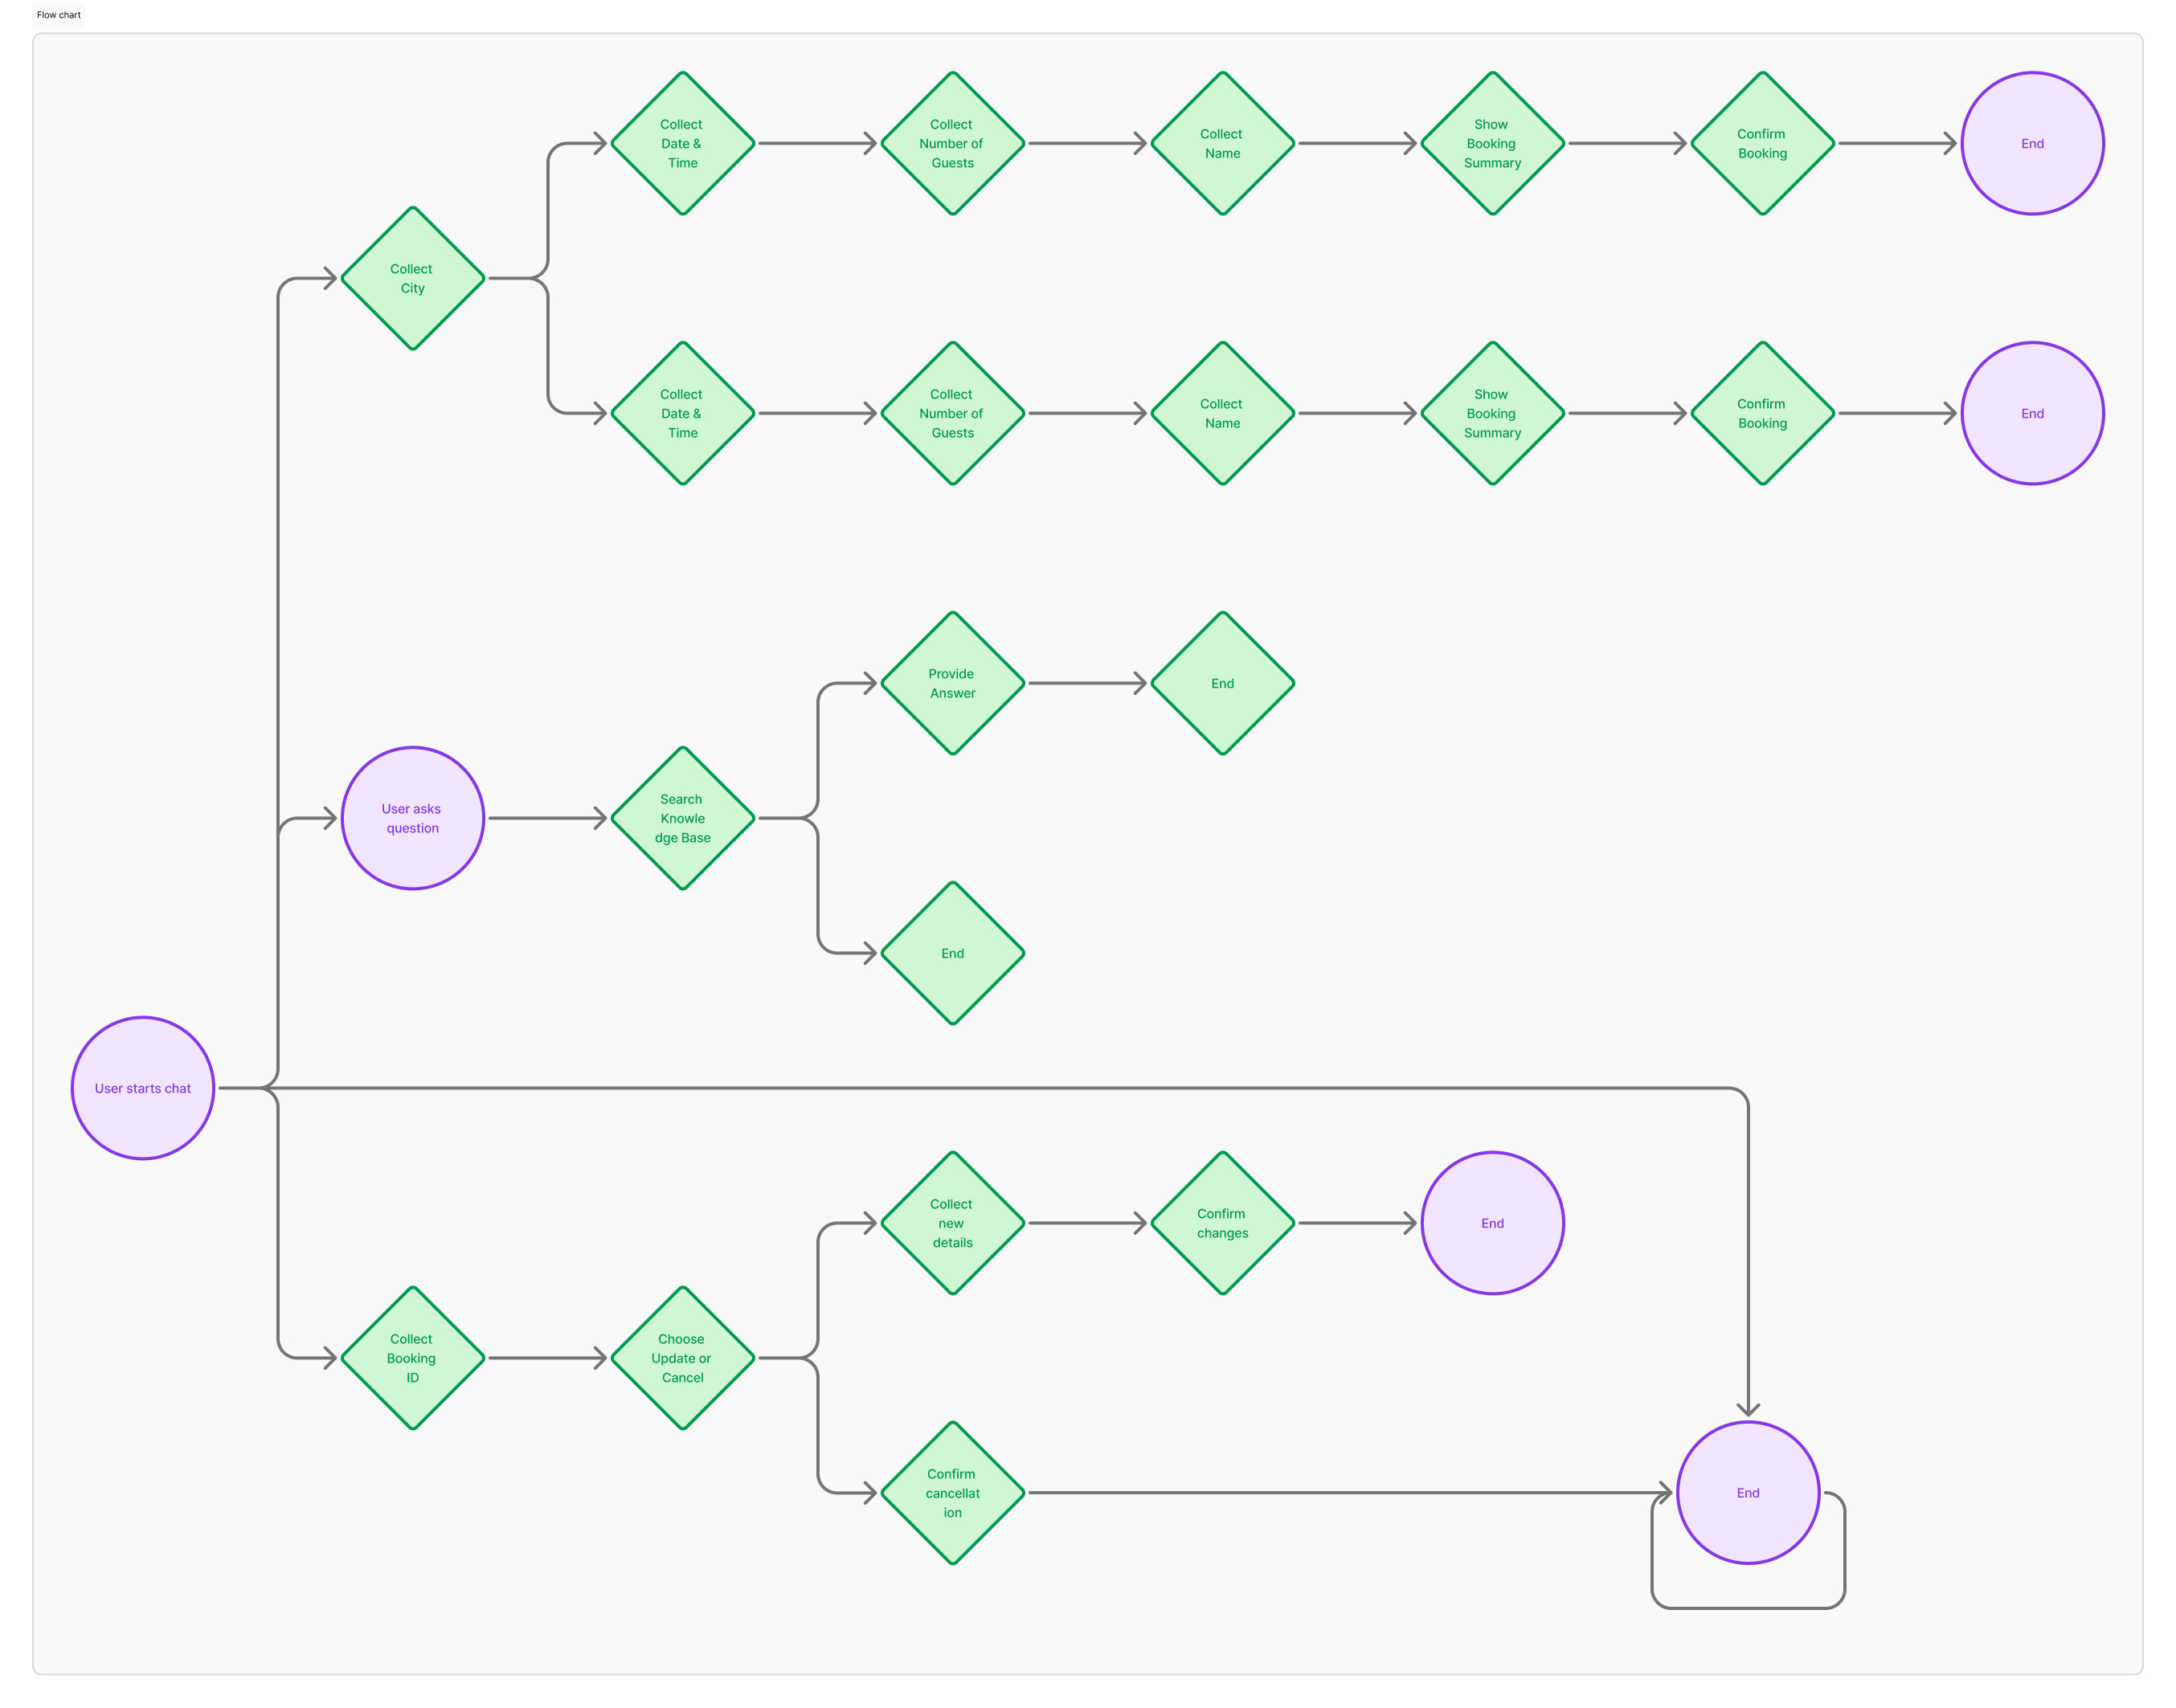 Flow chart
Collect
Date &
Time
Collect
Number of
Guests
Collect
Name
Show
Booking
Summary
Confirm
Booking
End
Collect
City
Collect
Date &
Time
Collect
Number of
Guests
Collect
Name
Show
Booking
Summary
Confirm
Booking
End
Provide
Answer
End
User asks
question
Search
Knowle
dge Base
End
User starts chat
Collect
new
details
Confirm
changes
End
Collect
Booking
ID
Choose
Update or
Cancel
Confirm
cancellat
ion
End